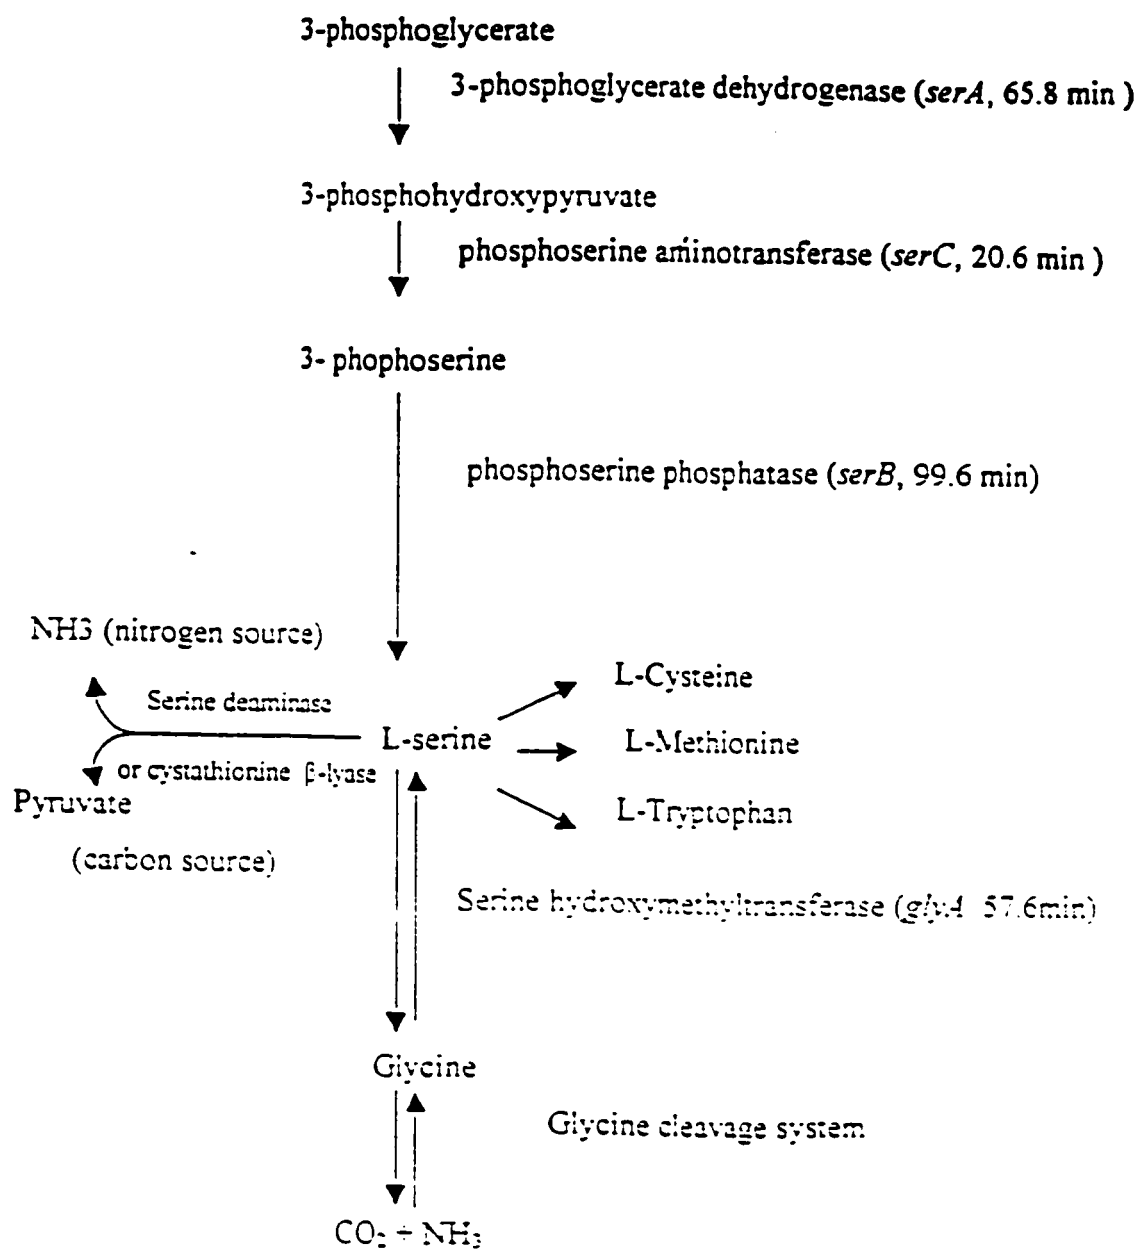 3-phosphoglycerate
3-phosphoglycerate dehydrogenase (serA, 65.8 min )
3-phosphohydroxypyruvate
phosphoserine aminotransferase (serC, 20.6 min )
3- phophoserine
phosphoserine phosphatase (serB, 99.6 min)
NH3 (nitrogen source)
Serine deaminase
L-serine
or cystathionine β-lyase
Pyruvate
(carbon source)
L-Cysteine
L-Methionine
L-Tryptophan
Serine hydroxymethyltransferase (glyA 57.6min)
Glycine
Glycine cleavage system
CO₂ + NH₃